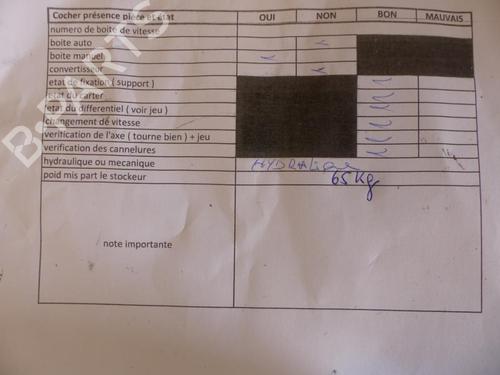 Cocher présence pièce et état OUI NON BON MAUVAIS
numero de boite de vitesse
boite auto
boite manuel
convertisseur
etat de fixation ( support )
l'etat du carter
l'etat du differentiel ( voir jeu )
changement de vitesse
verification de l'axe ( tourne bien ) + jeu
verification des cannelures
hydraulique ou mecanique HYDRALique
poid mis part le stockeur 65 Kg
note importante
B-PARTS